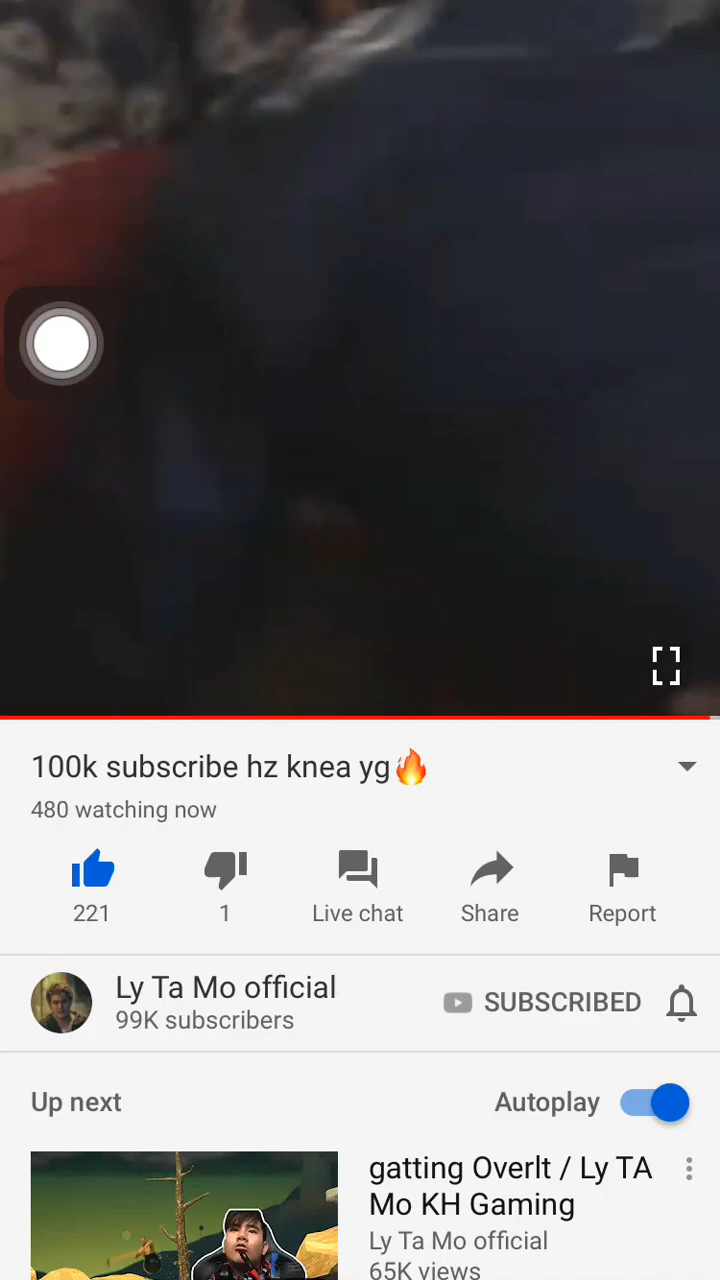 100k subscribe hz knea yg🔥
480 watching now
221
1
Live chat
Share
Report
Ly Ta Mo official
99K subscribers
SUBSCRIBED
Up next
Autoplay
gatting Overlt / Ly TA
Mo KH Gaming
Ly Ta Mo official
65K views